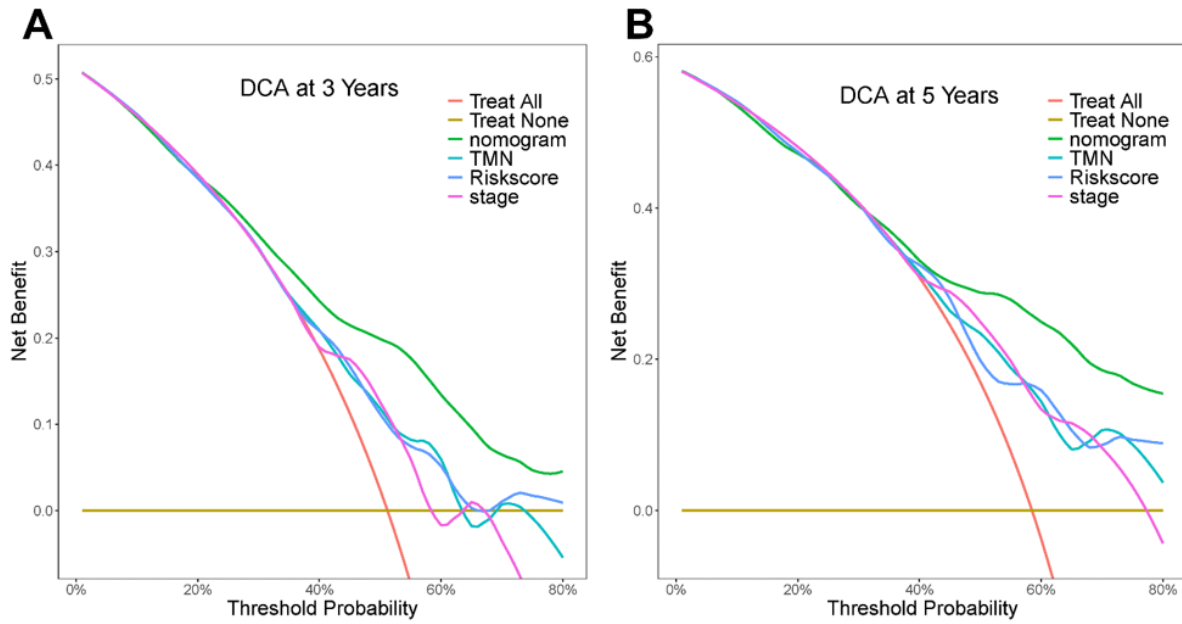 A
DCA at 3 Years
Treat All
Treat None
nomogram
TMN
Riskscore
stage
Net Benefit
0.5
0.4
0.3
0.2
0.1
0.0
0%
20%
40%
60%
80%
Threshold Probability
B
DCA at 5 Years
Treat All
Treat None
nomogram
TMN
Riskscore
stage
Net Benefit
0.6
0.4
0.2
0.0
0%
20%
40%
60%
80%
Threshold Probability